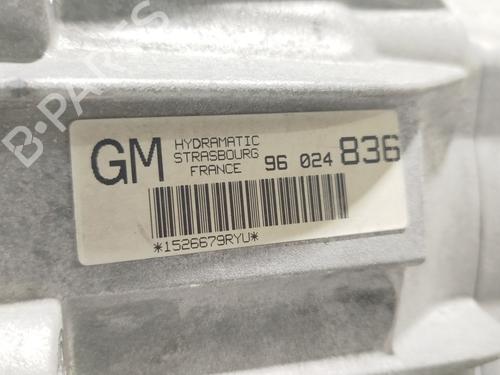 B-PARTS
GM
HYDRAMATIC
STRASBOURG
FRANCE
96 024 836
*1526679RYU*